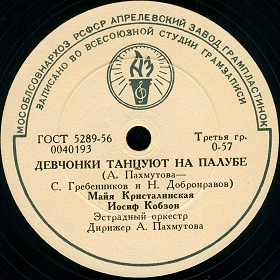 МОСОБЛСОВНАРХОЗ РСФСР АПРЕЛЕВСКИЙ ЗАВОД ГРАМПЛАСТИНОК
ЗАПИСАНО ВО ВСЕСОЮЗНОЙ СТУДИИ ГРАМЗАПИСИ
АЗ
ГОСТ 5289-56 Третья гр.
0040193 0-57
ДЕВЧОНКИ ТАНЦУЮТ НА ПАЛУБЕ
(А. Пахмутова—
С. Гребенников и Н. Добронравов)
Майя Кристалинская
Иосиф Кобзон
Эстрадный оркестр
Дирижер А. Пахмутова